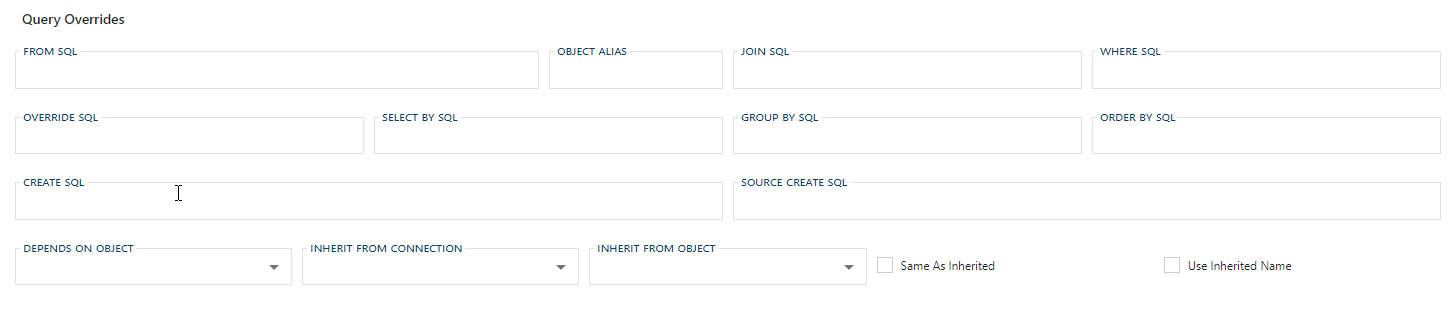 Query Overrides
FROM SQL OBJECT ALIAS JOIN SQL WHERE SQL
OVERRIDE SQL SELECT BY SQL GROUP BY SQL ORDER BY SQL
CREATE SQL SOURCE CREATE SQL
DEPENDS ON OBJECT INHERIT FROM CONNECTION INHERIT FROM OBJECT
Same As Inherited Use Inherited Name